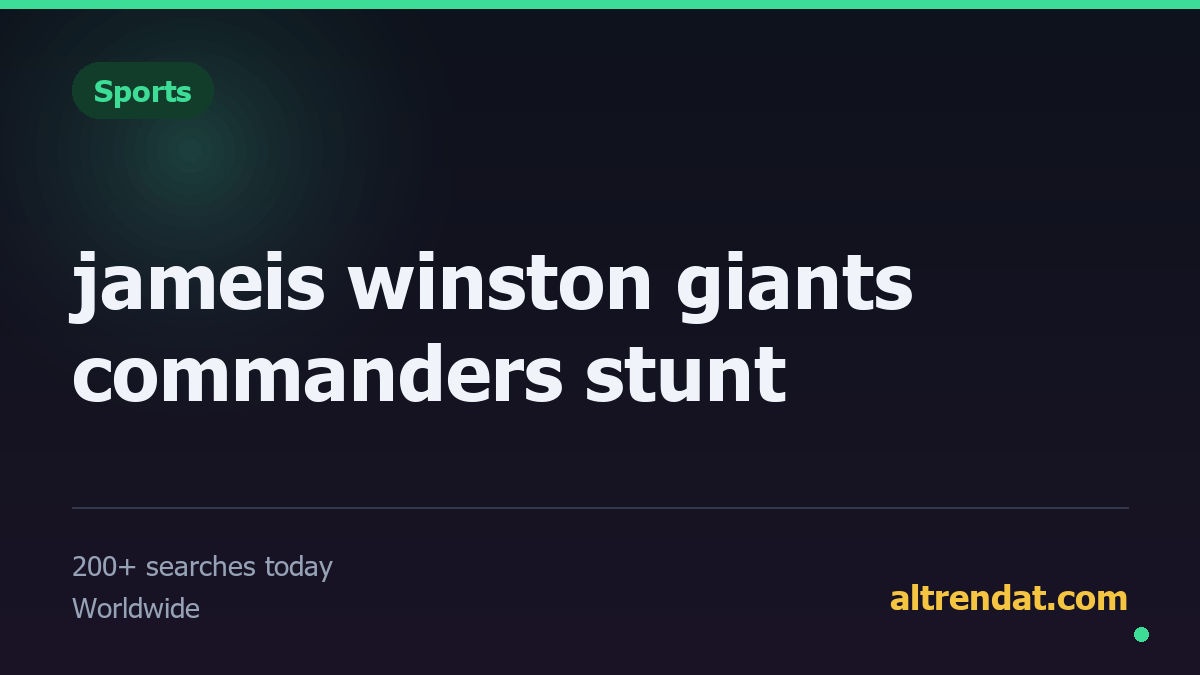 Sports
jameis winston giants
commanders stunt
200+ searches today
Worldwide
altrendat.com